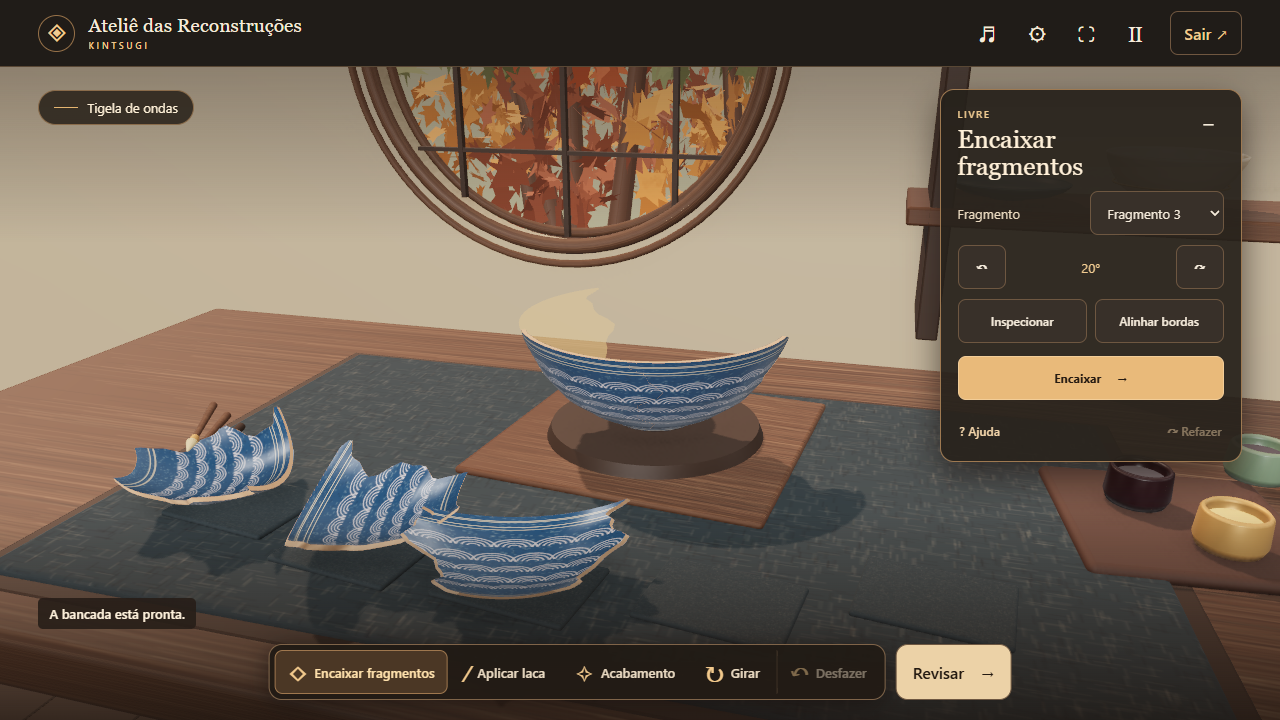 Ateliê das Reconstruções
KINTSUGI
Sair ↗
Tigela de ondas
LIVRE
Encaixar
fragmentos
Fragmento
Fragmento 3
20°
Inspecionar
Alinhar bordas
Encaixar →
? Ajuda
Refazer
A bancada está pronta.
Encaixar fragmentos
Aplicar laca
Acabamento
Girar
Desfazer
Revisar →